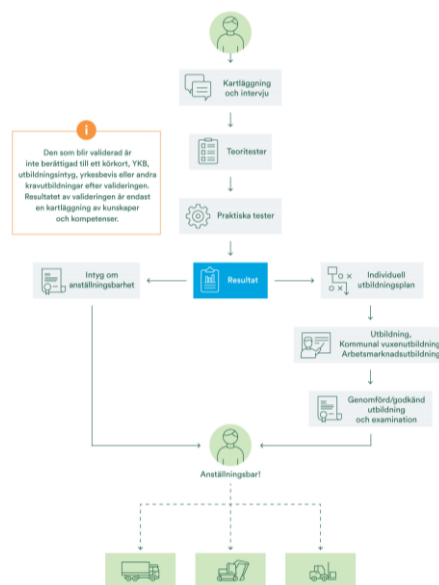 Kartläggning
och intervju
Den som blir validerad är
inte berättigad till ett körkort, YKB,
utbildningsintyg, yrkesbevis eller andra
kravutbildningar efter valideringen.
Resultatet av valideringen är endast
en kartläggning av kunskaper
och kompetenser.
Teoritester
Praktiska tester
Intyg om
anställningsbarhet
Resultat
Individuell
utbildningsplan
Utbildning,
Kommunal vuxenutbildning
Arbetsmarknadsutbildning
Genomförd/godkänd
utbildning
och examination
Anställningsbar!